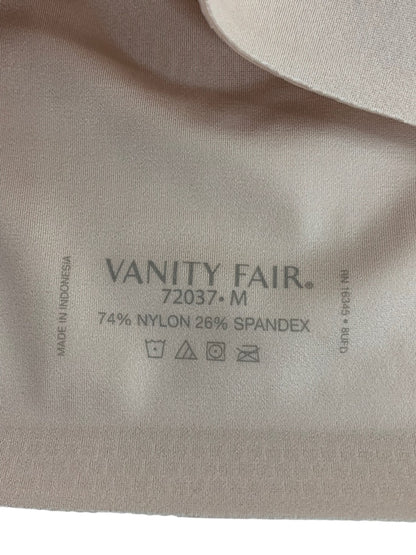 VANITY FAIR®
72037 • M
74% NYLON 26% SPANDEX
MADE IN INDONESIA
RN 16345 • 8UFD